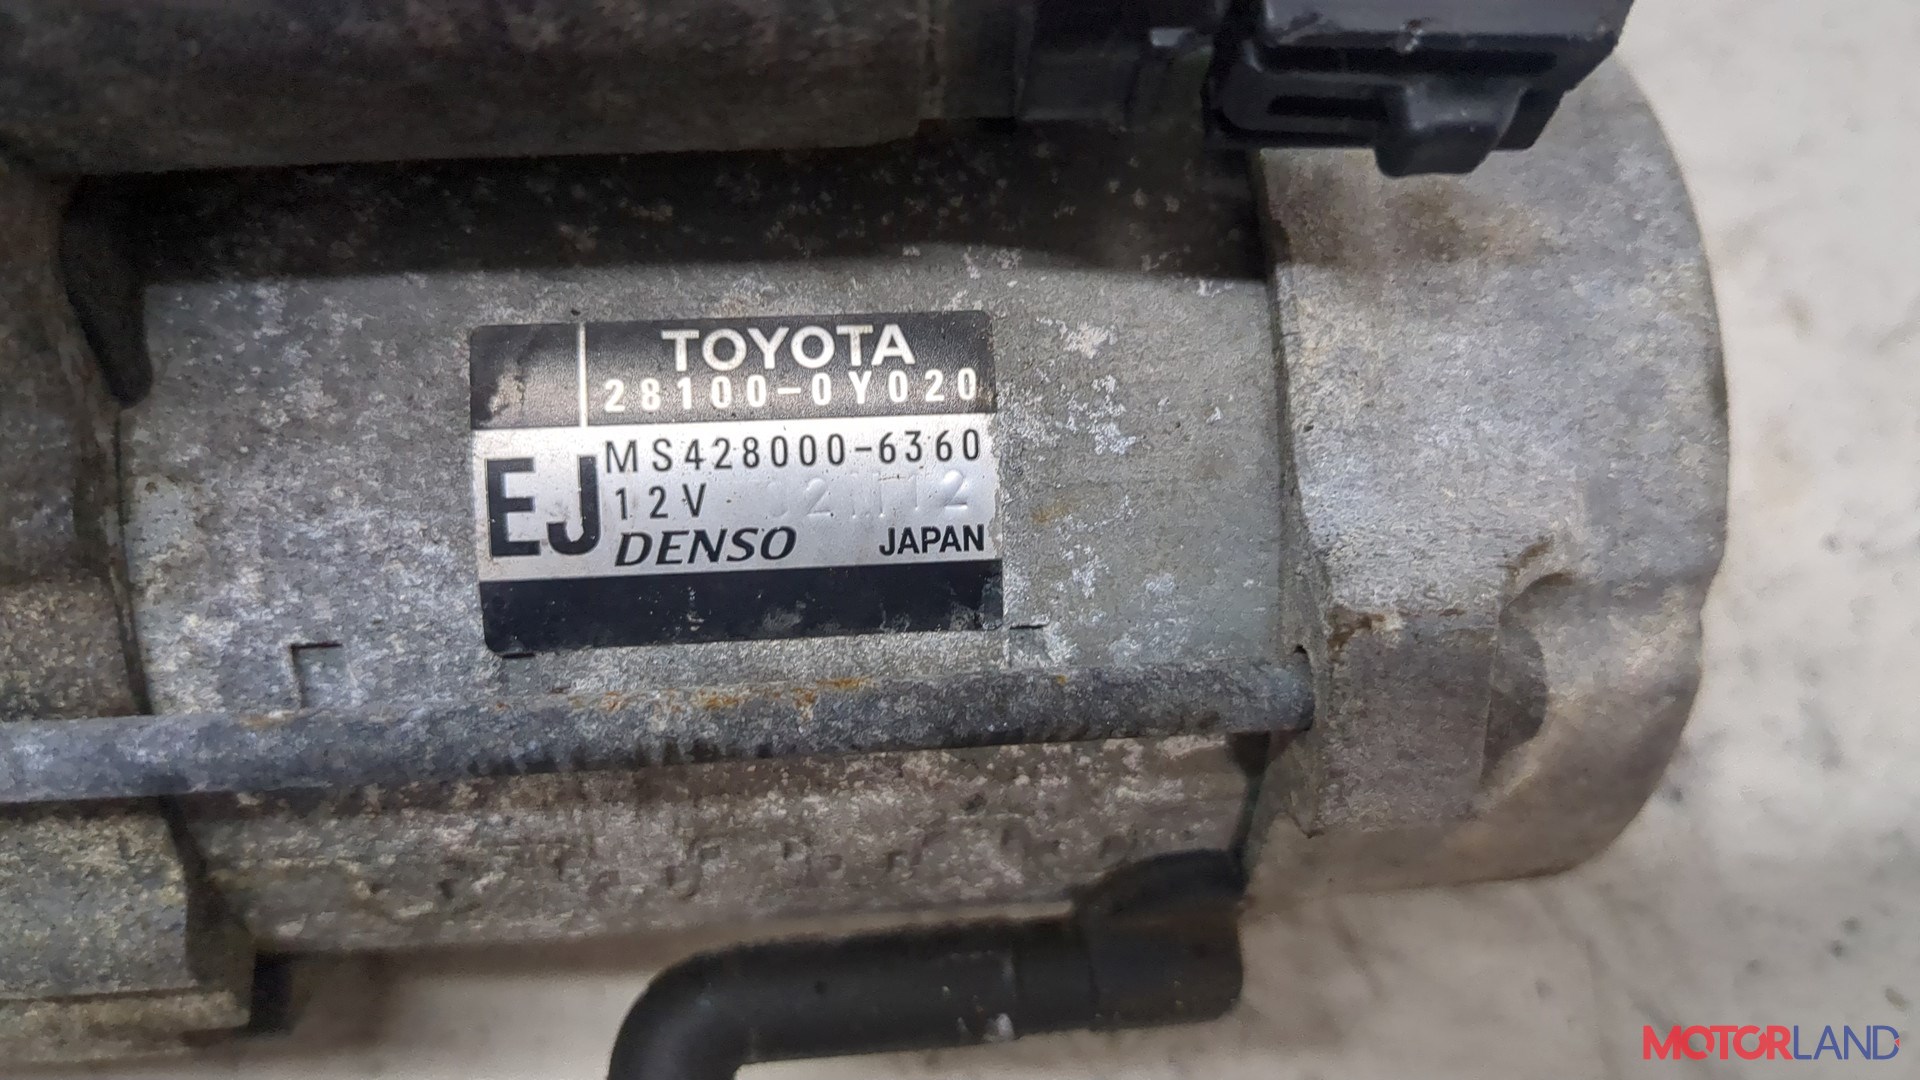 TOYOTA
28100-0Y020
EJ
MS428000-6360
12V
DENSO JAPAN
MOTORLAND